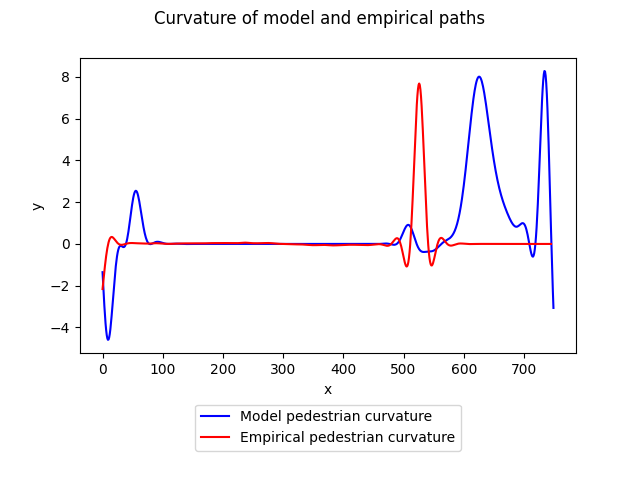 Curvature of model and empirical paths
8
6
4
2
0
−2
−4
y
0 100 200 300 400 500 600 700
x
Model pedestrian curvature
Empirical pedestrian curvature